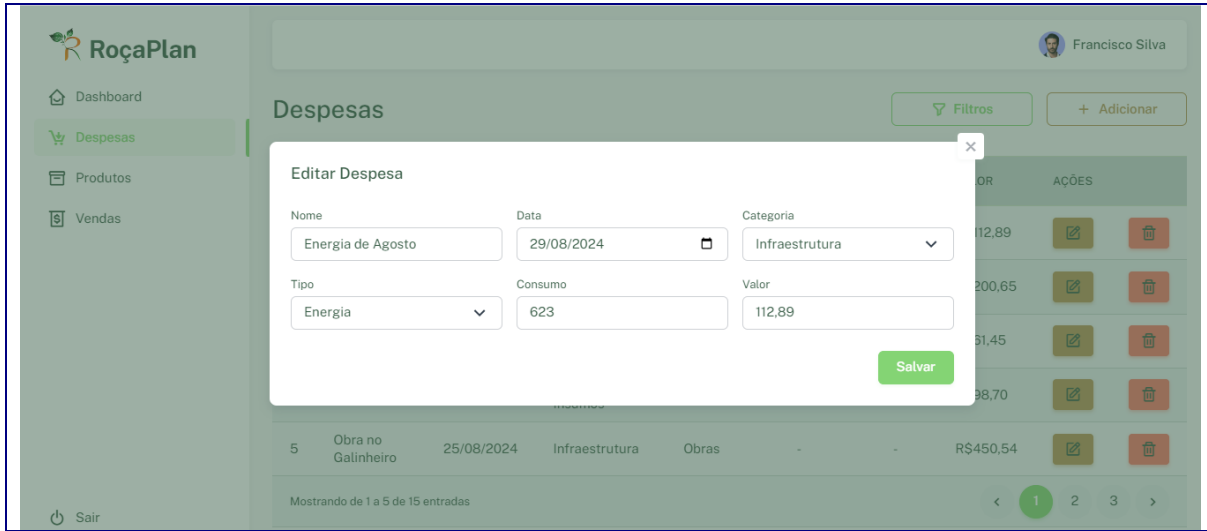 RoçaPlan
Francisco Silva
Dashboard
Despesas
Produtos
Vendas
Sair
Despesas
Filtros
+ Adicionar
×
Editar Despesa
Nome Data Categoria
Energia de Agosto 29/08/2024 Infraestrutura
Tipo Consumo Valor
Energia 623 112,89
Salvar
OR AÇÕES
112,89
200,65
61,45
98,70
5 Obra no Galinheiro 25/08/2024 Infraestrutura Obras - - R$450,54
Mostrando de 1 a 5 de 15 entradas
< 1 2 3 >